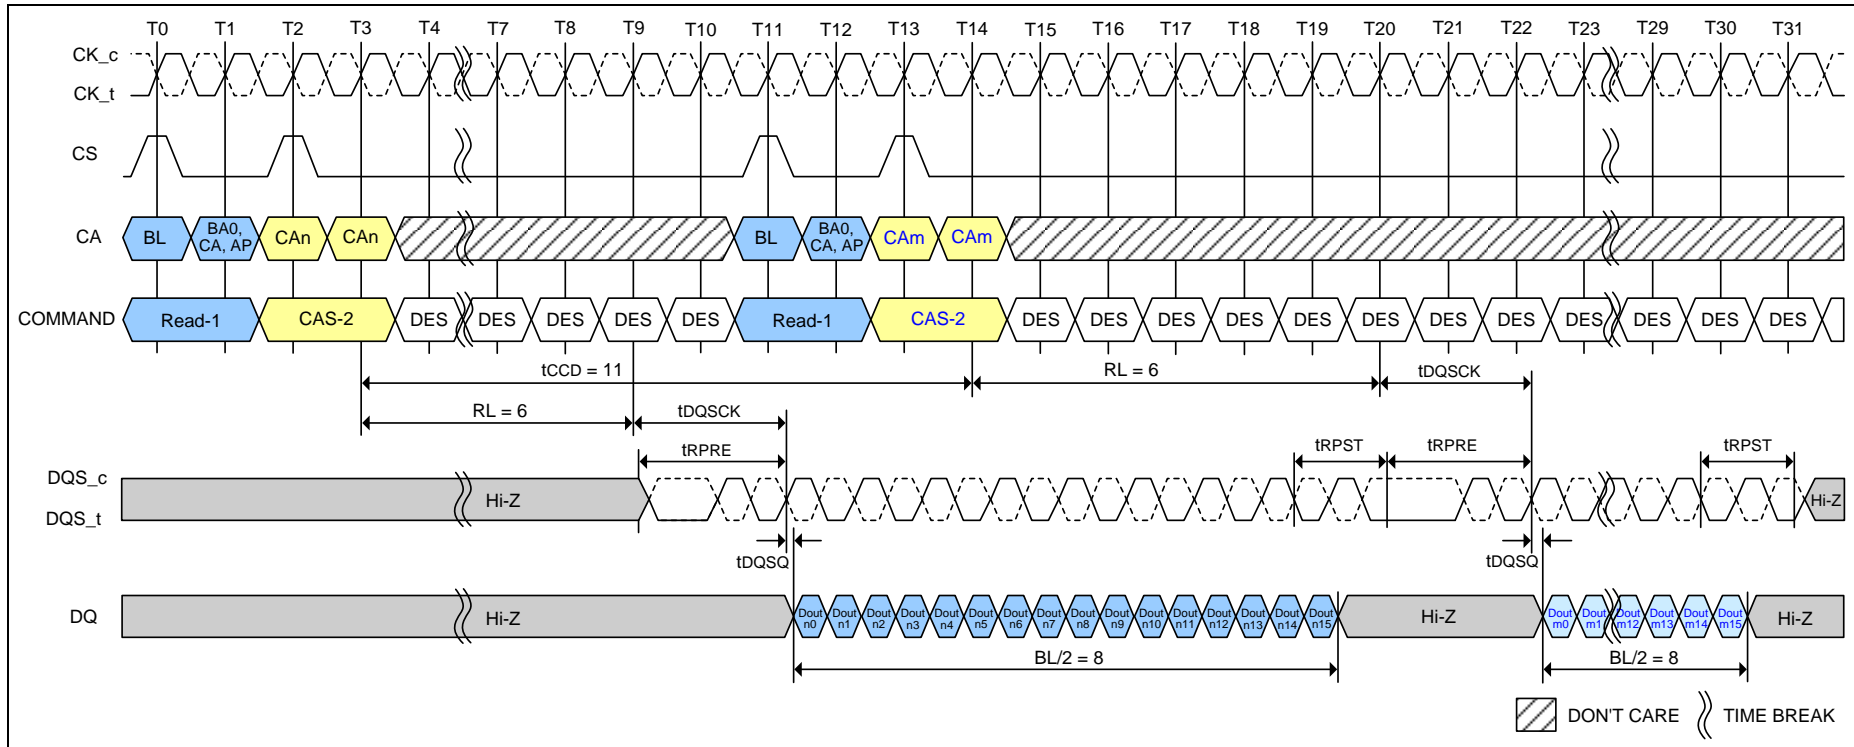 T0 T1 T2 T3 T4 T7 T8 T9 T10 T11 T12 T13 T14 T15 T16 T17 T18 T19 T20 T21 T22 T23 T29 T30 T31
CK_c
CK_t
CS
CA BL BA0, CA, AP CAn CAn BL BA0, CA, AP CAm CAm
COMMAND Read-1 CAS-2 DES DES DES DES DES Read-1 CAS-2 DES DES DES DES DES DES DES DES DES DES DES DES
tCCD = 11 RL = 6 tDQSCK
RL = 6 tDQSCK
tRPRE tRPST tRPRE tRPST
DQS_c
Hi-Z Hi-Z
DQS_t
tDQSQ tDQSQ
DQ Hi-Z Dout n0 Dout n1 Dout n2 Dout n3 Dout n4 Dout n5 Dout n6 Dout n7 Dout n8 Dout n9 Dout n10 Dout n11 Dout n12 Dout n13 Dout n14 Dout n15 Hi-Z Dout m0 Dout m1 Dout m12 Dout m13 Dout m14 Dout m15 Hi-Z
BL/2 = 8 BL/2 = 8
DON'T CARE TIME BREAK